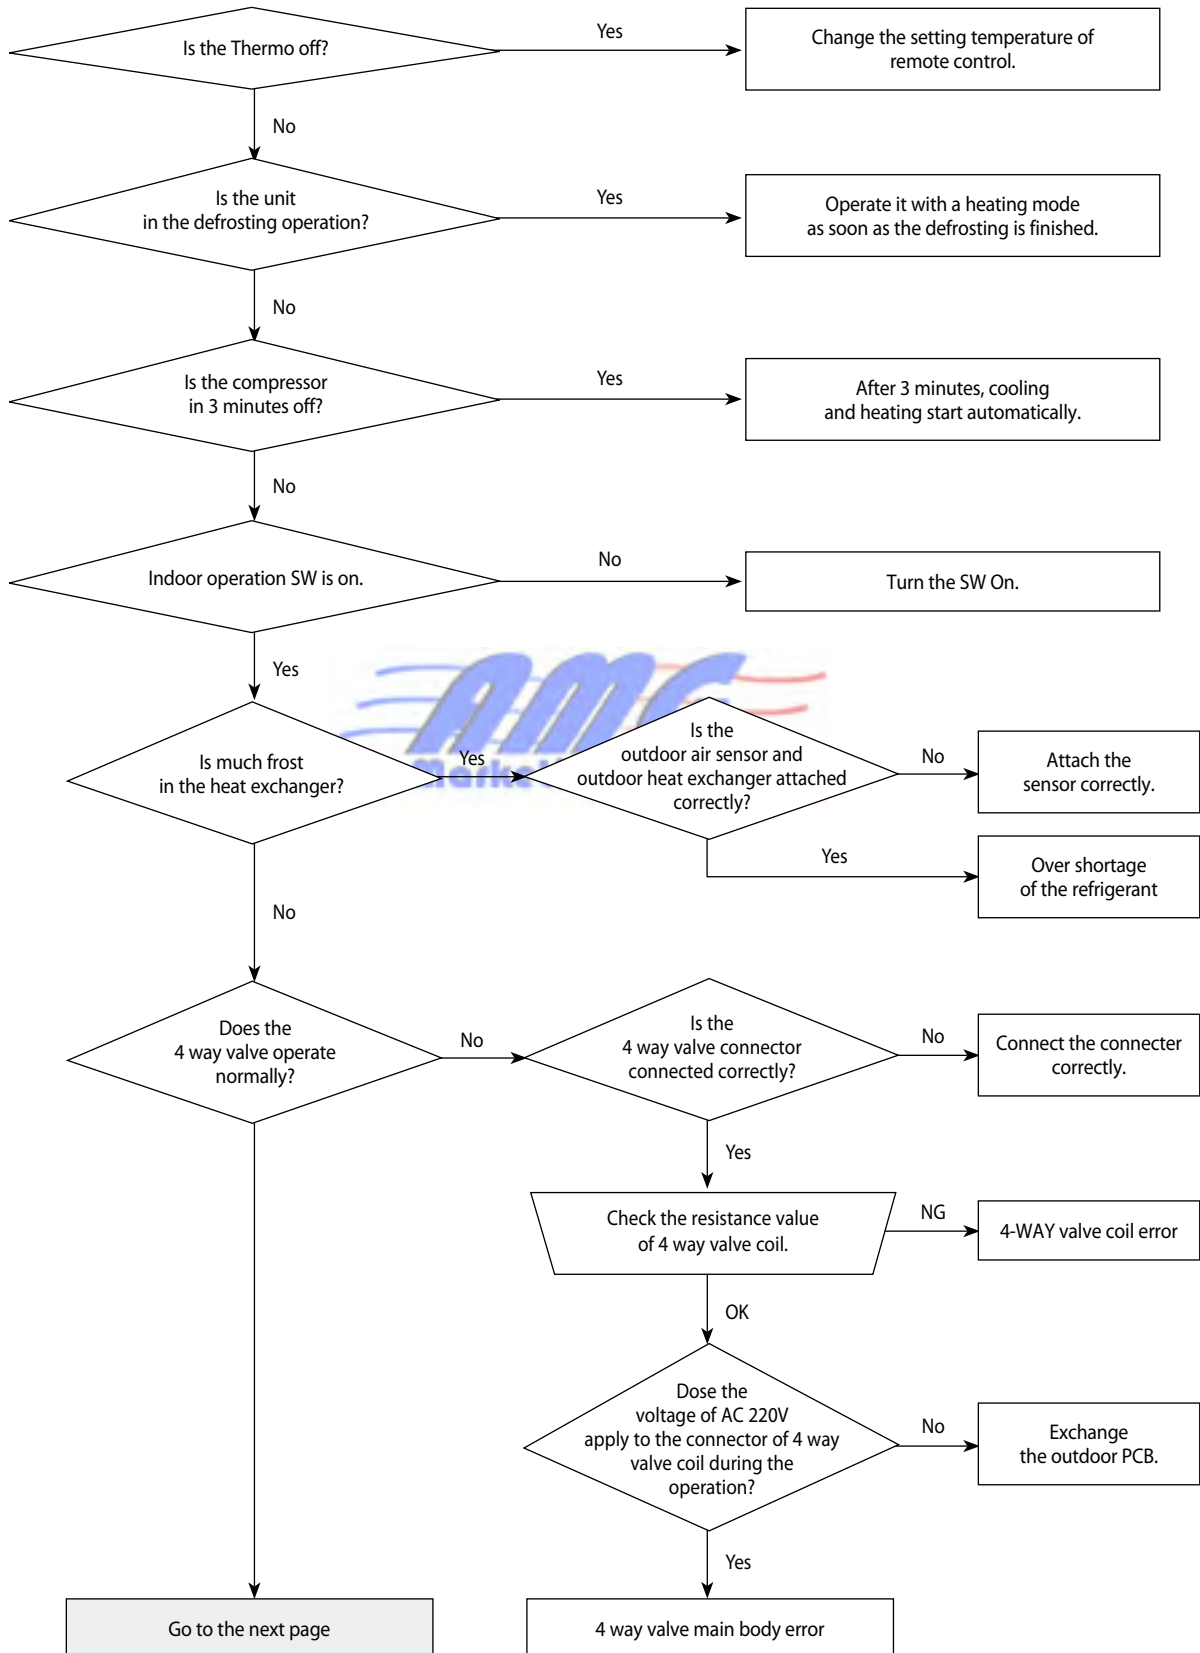 Is the Thermo off?
Yes
Change the setting temperature of
remote control.
No
Is the unit
in the defrosting operation?
Yes
Operate it with a heating mode
as soon as the defrosting is finished.
No
Is the compressor
in 3 minutes off?
Yes
After 3 minutes, cooling
and heating start automatically.
No
Indoor operation SW is on.
No
Turn the SW On.
Yes
AMC
Is much frost
in the heat exchanger?
Yes
Is the
outdoor air sensor and
outdoor heat exchanger attached
correctly?
No
Attach the
sensor correctly.
Yes
Over shortage
of the refrigerant
No
Does the
4 way valve operate
normally?
No
Is the
4 way valve connector
connected correctly?
No
Connect the connecter
correctly.
Yes
Check the resistance value
of 4 way valve coil.
NG
4-WAY valve coil error
OK
Dose the
voltage of AC 220V
apply to the connector of 4 way
valve coil during the
operation?
No
Exchange
the outdoor PCB.
Yes
Go to the next page
4 way valve main body error